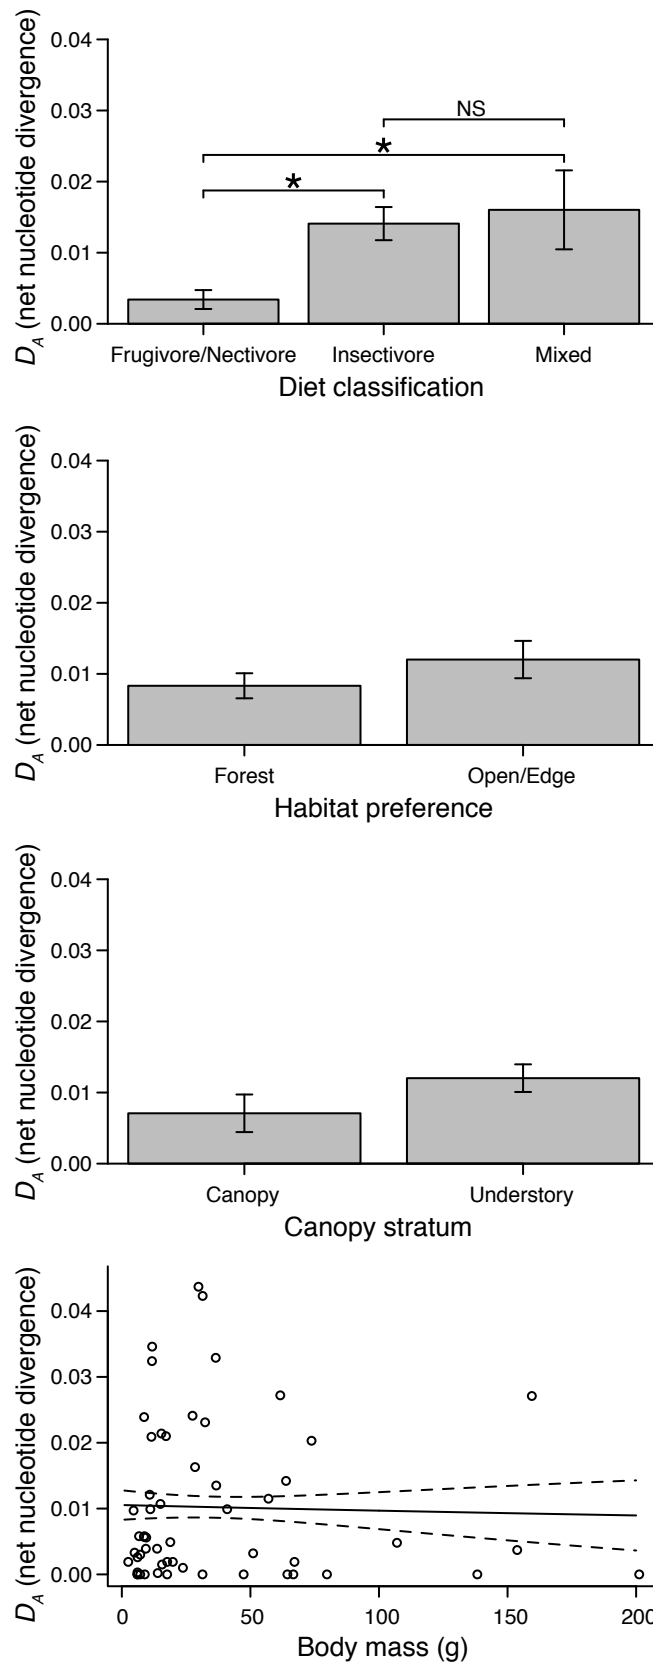 D_A (net nucleotide divergence)
0.04
0.03
0.02
0.01
0.00
NS
*
*
Frugivore/Nectivore Insectivore Mixed
Diet classification
D_A (net nucleotide divergence)
0.04
0.03
0.02
0.01
0.00
Forest Open/Edge
Habitat preference
D_A (net nucleotide divergence)
0.04
0.03
0.02
0.01
0.00
Canopy Understory
Canopy stratum
D_A (net nucleotide divergence)
0.04
0.03
0.02
0.01
0.00
0 50 100 150 200
Body mass (g)